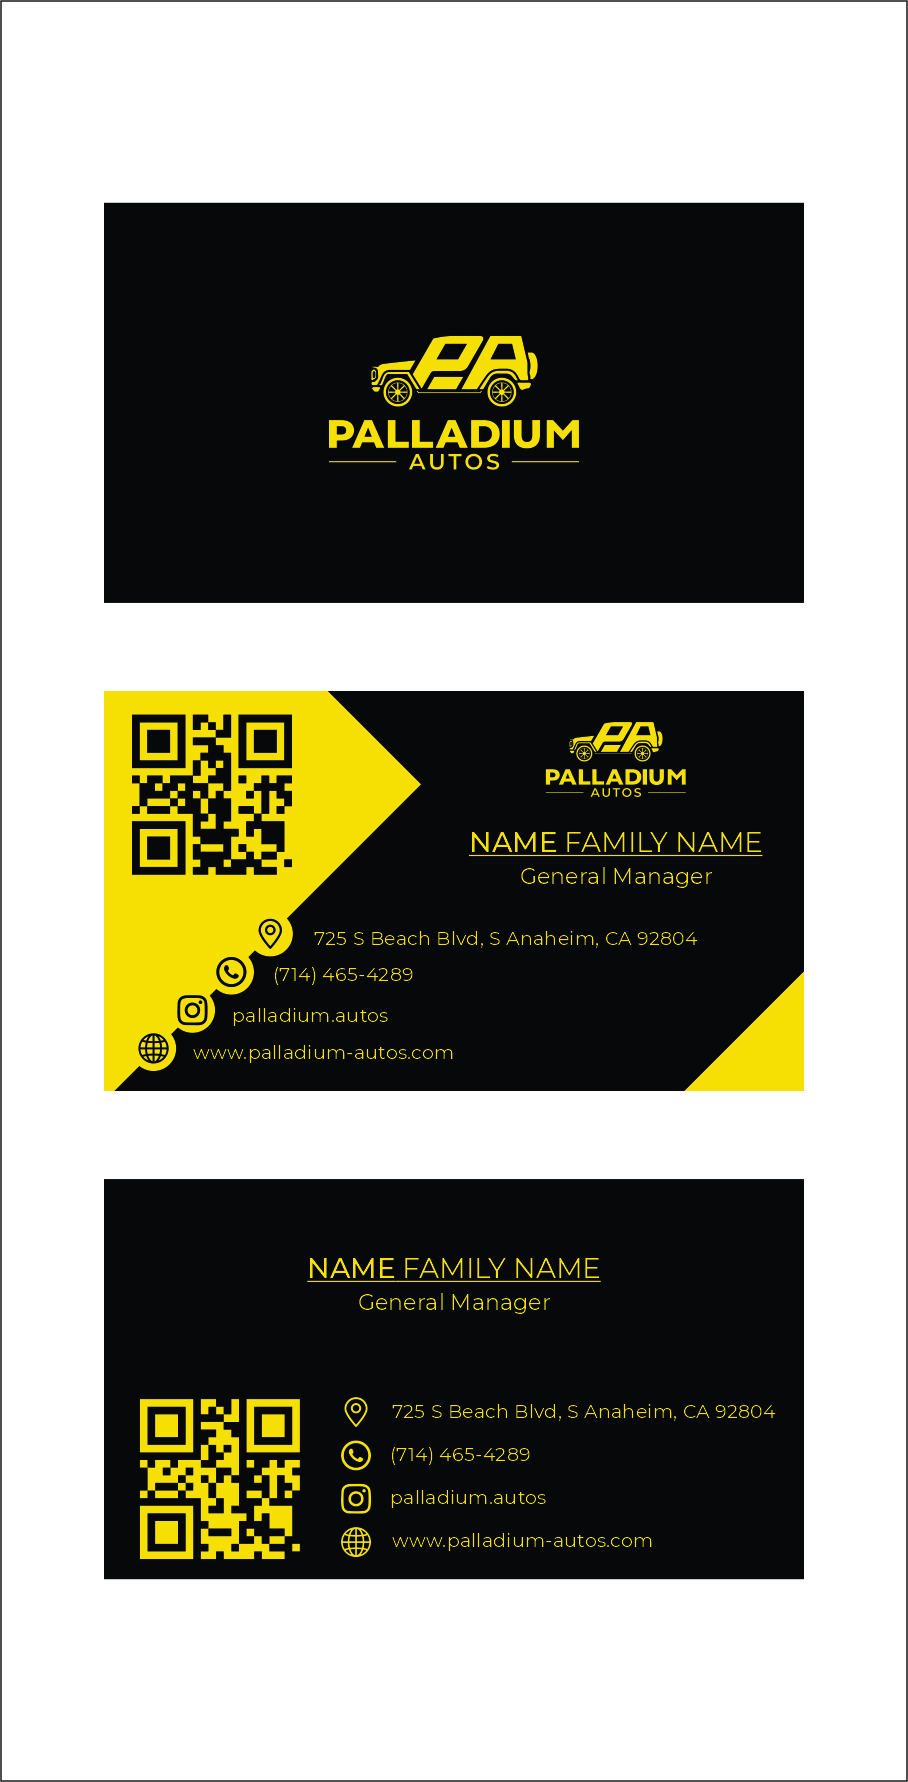 PA
PALLADIUM
AUTOS
PA
PALLADIUM
AUTOS
NAME FAMILY NAME
General Manager
725 S Beach Blvd, S Anaheim, CA 92804
(714) 465-4289
palladium.autos
www.palladium-autos.com
NAME FAMILY NAME
General Manager
725 S Beach Blvd, S Anaheim, CA 92804
(714) 465-4289
palladium.autos
www.palladium-autos.com